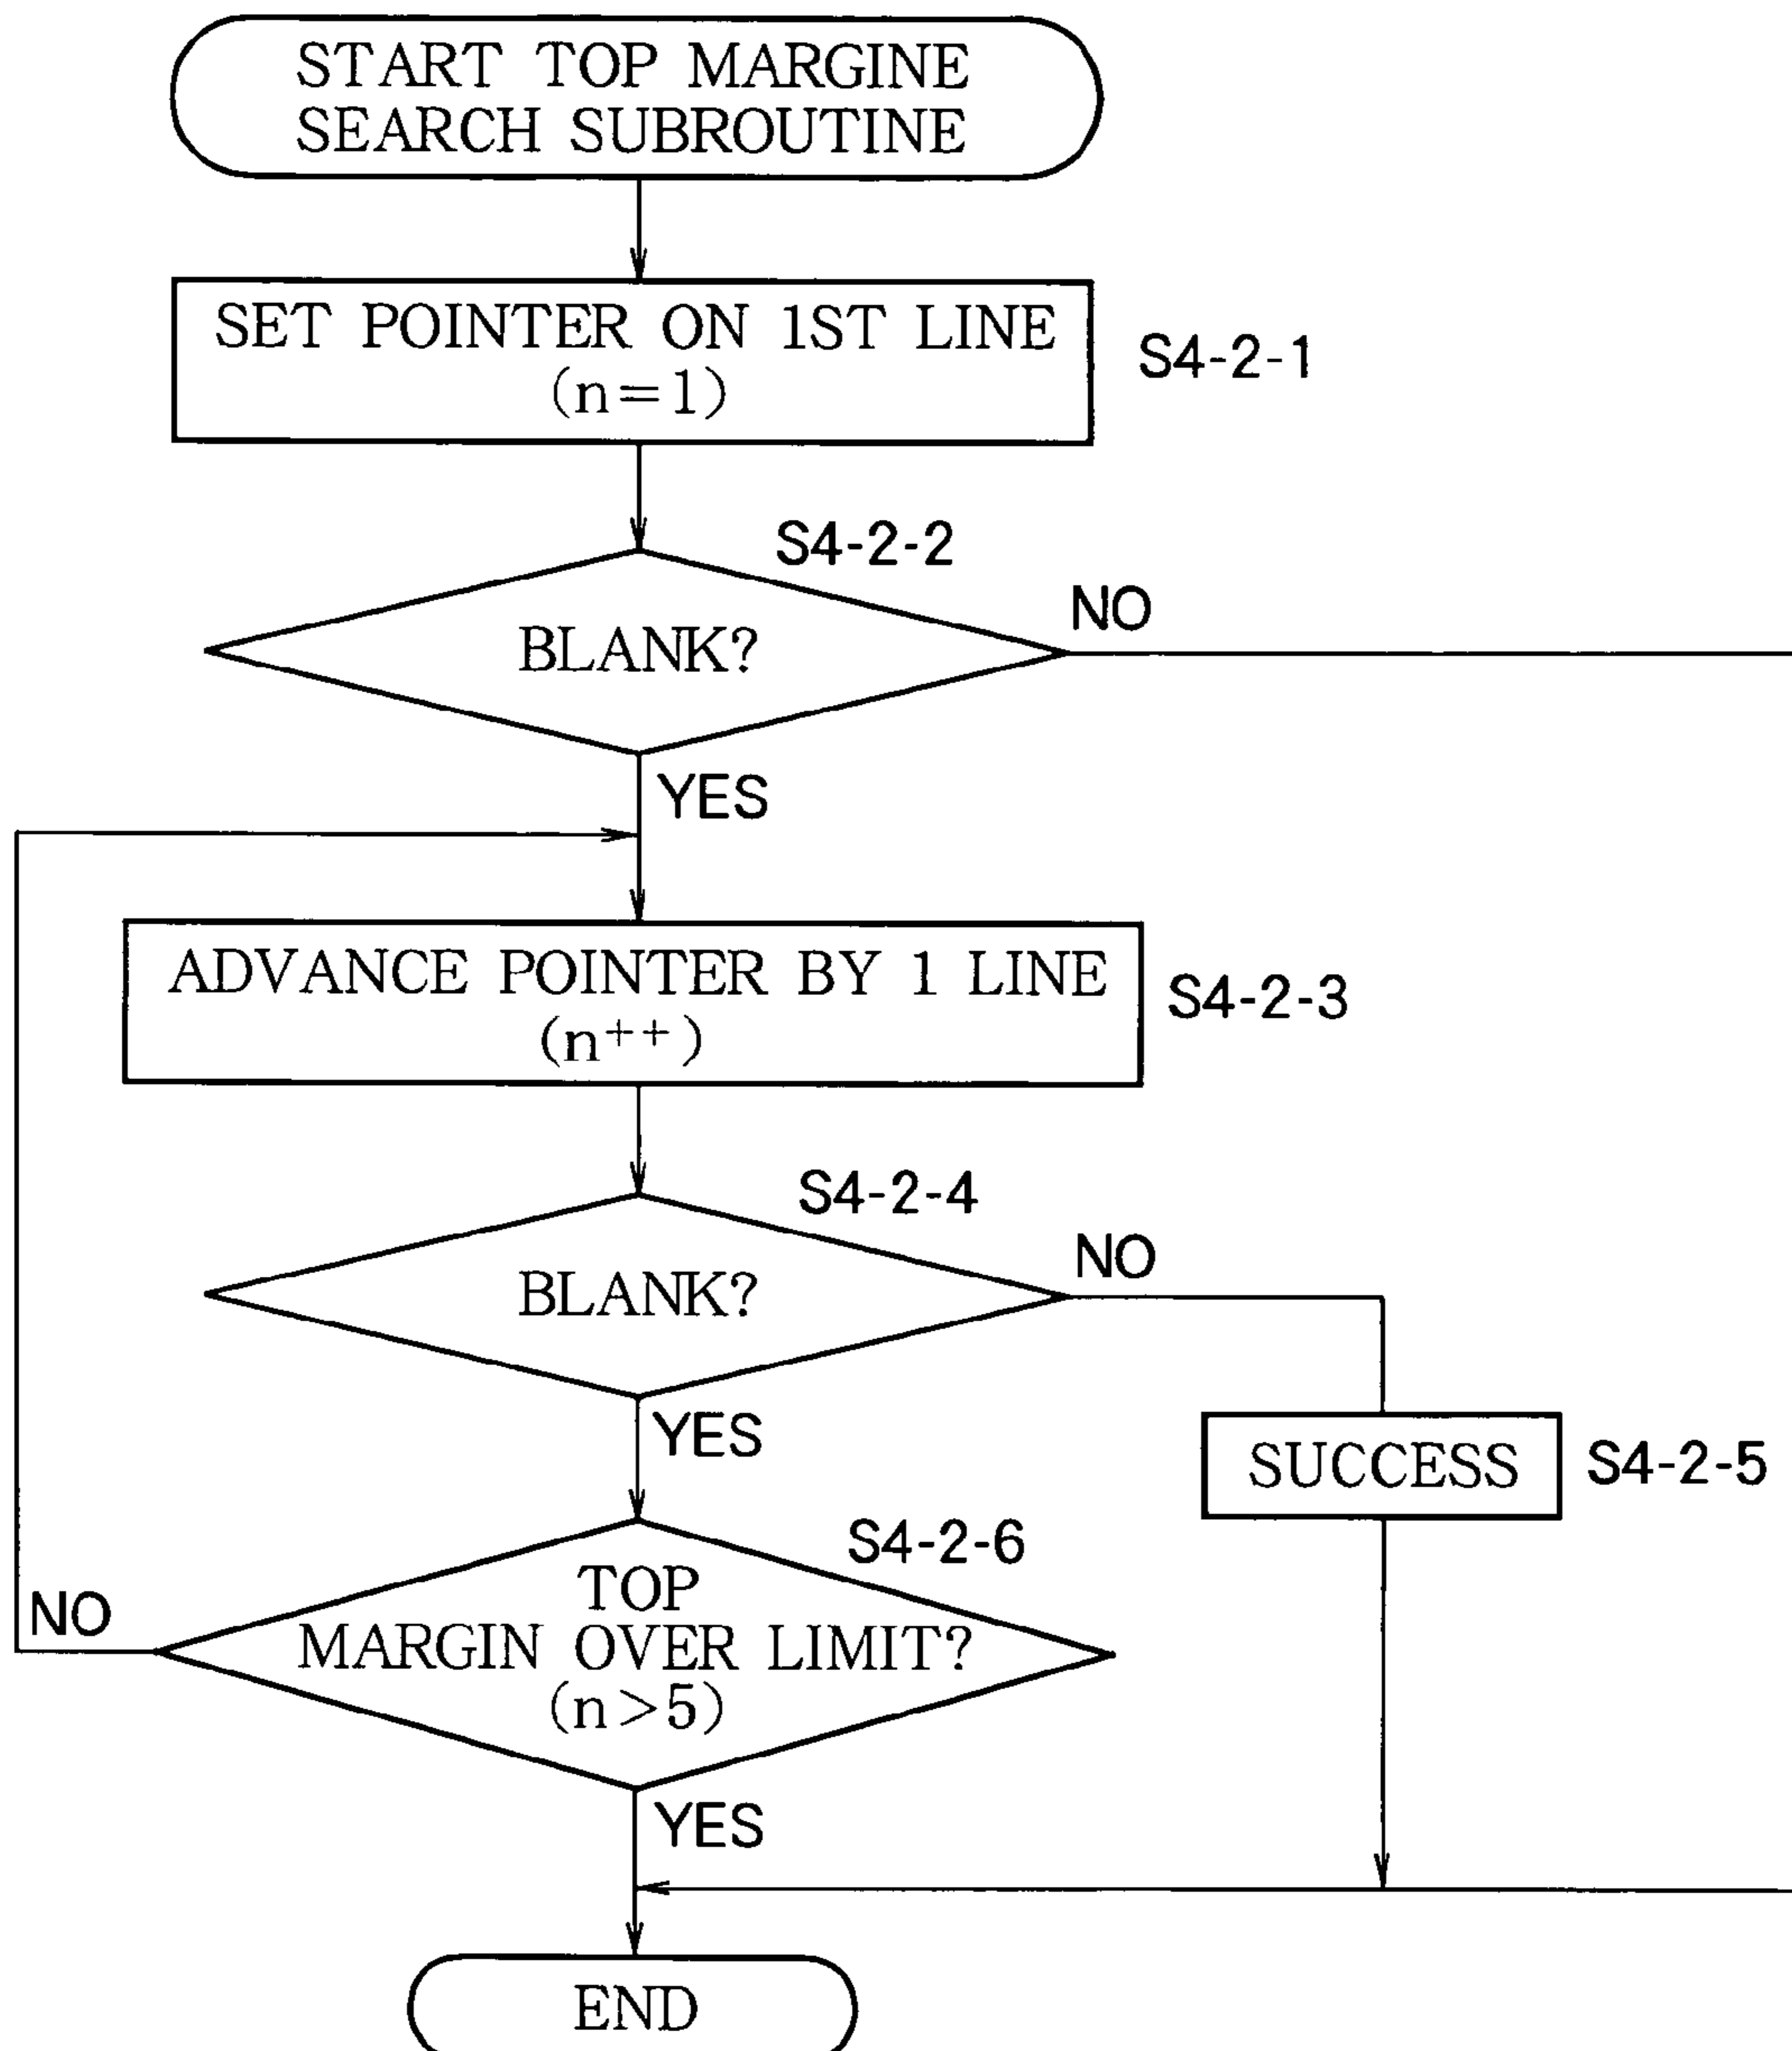 START TOP MARGINE
SEARCH SUBROUTINE
SET POINTER ON 1ST LINE
(n=1)
S4-2-1
S4-2-2
BLANK?
NO
YES
ADVANCE POINTER BY 1 LINE
(n++)
S4-2-3
S4-2-4
BLANK?
NO
YES
SUCCESS
S4-2-5
S4-2-6
TOP
MARGIN OVER LIMIT?
(n>5)
NO
YES
END